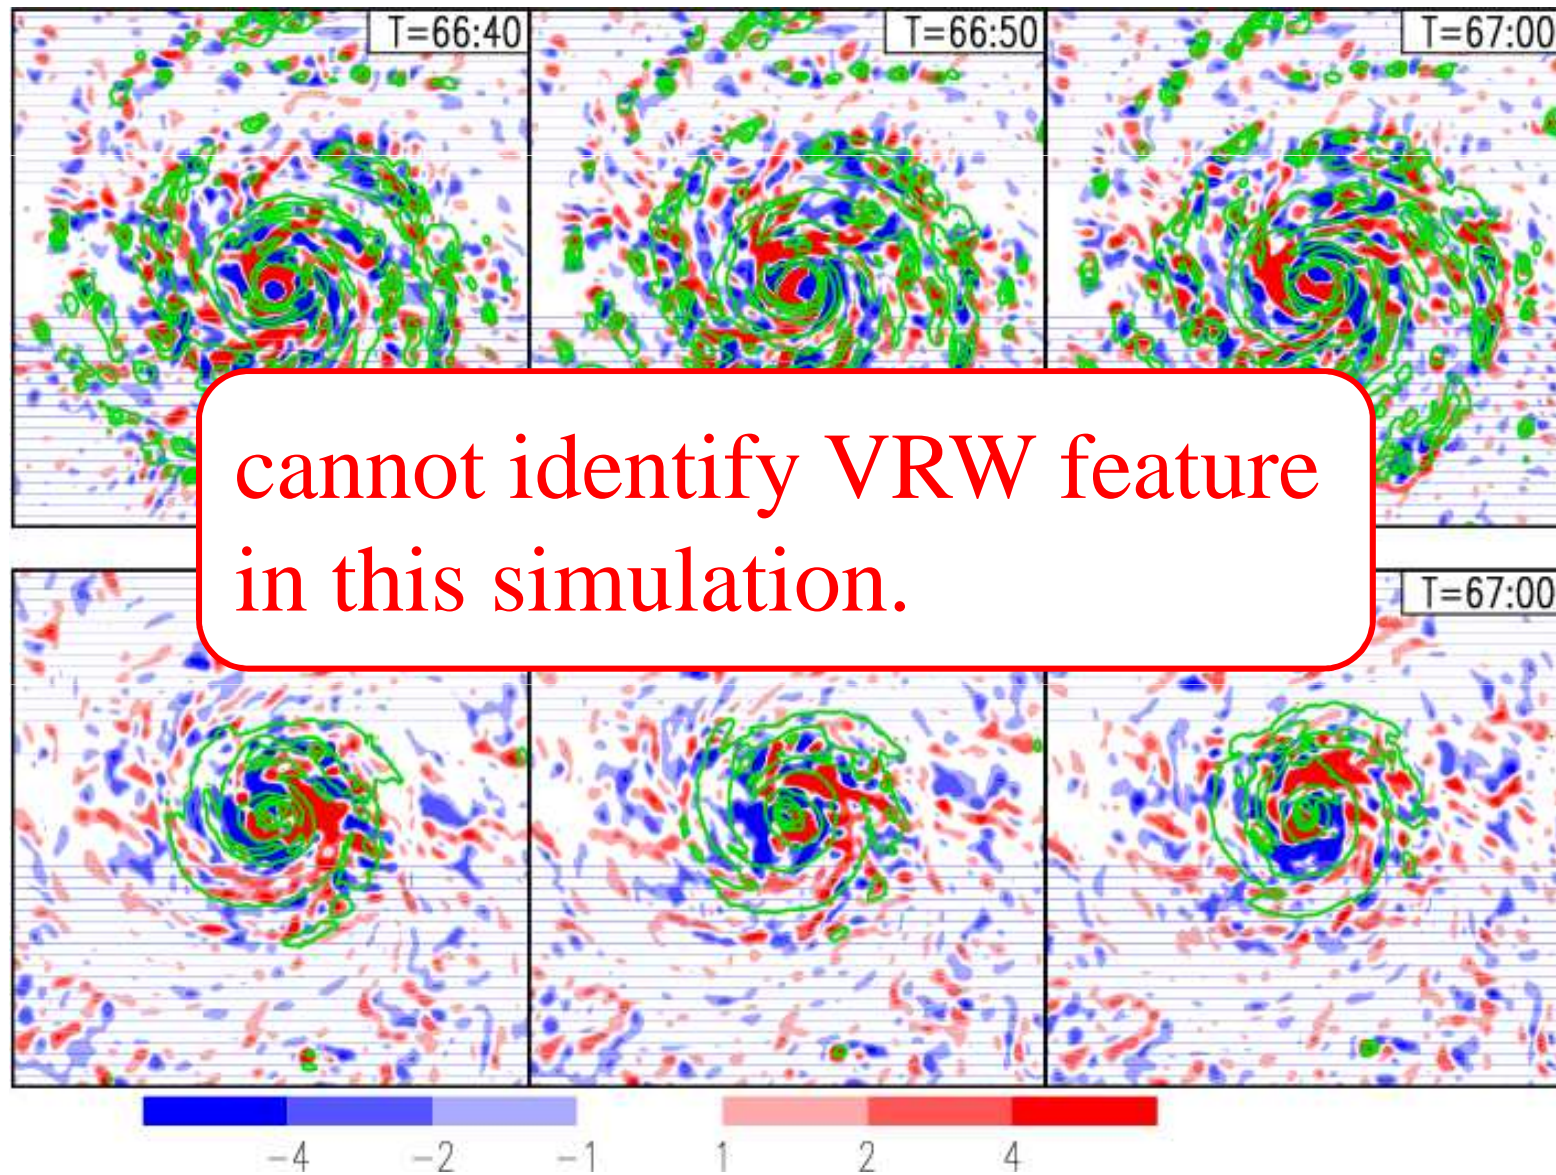 T=66:40
T=66:50
T=67:00
cannot identify VRW feature
in this simulation.
T=67:00
-4 -2 -1 1 2 4